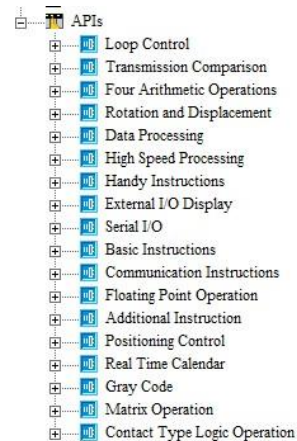 APIs
Loop Control
Transmission Comparison
Four Arithmetic Operations
Rotation and Displacement
Data Processing
High Speed Processing
Handy Instructions
External I/O Display
Serial I/O
Basic Instructions
Communication Instructions
Floating Point Operation
Additional Instruction
Positioning Control
Real Time Calendar
Gray Code
Matrix Operation
Contact Type Logic Operation